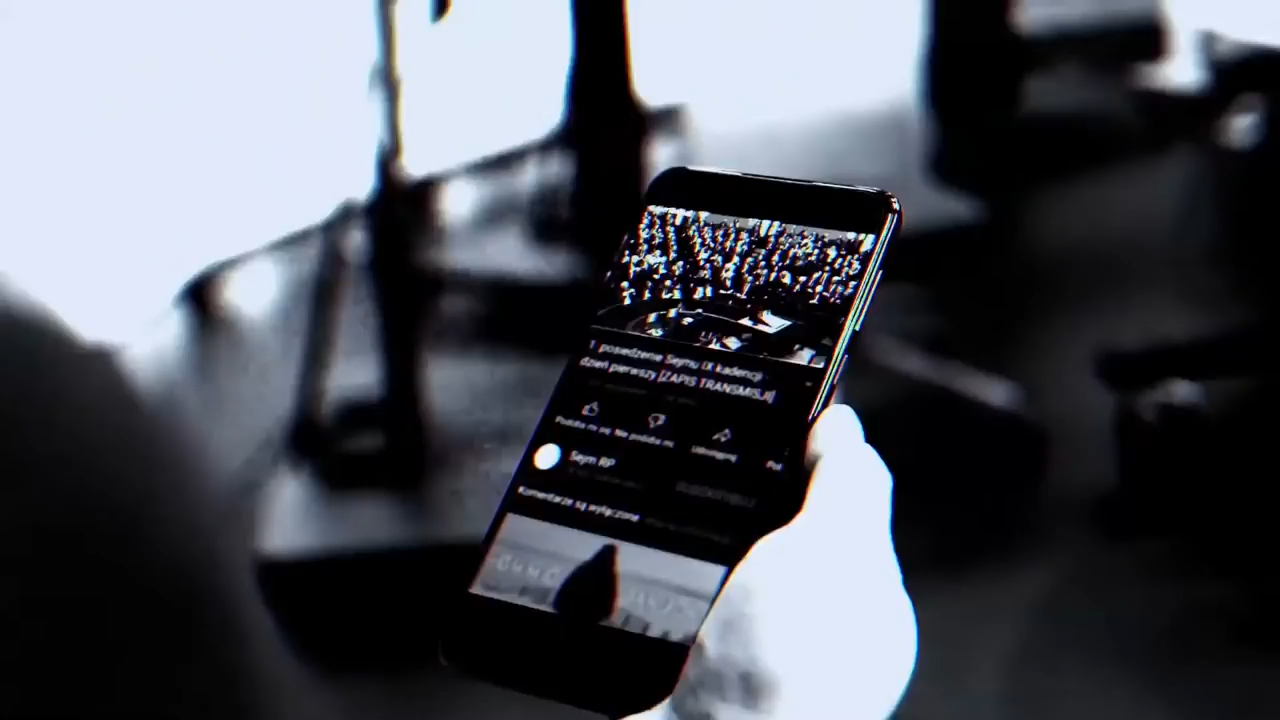 1. posiedzenie Sejmu IX kadencji -
dzień pierwszy [ZAPIS TRANSMISJI]
Podoba mi się Nie podoba mi Udostępnij
Sejm RP
SUBSKRYBUJ
Komentarze są wyłączone